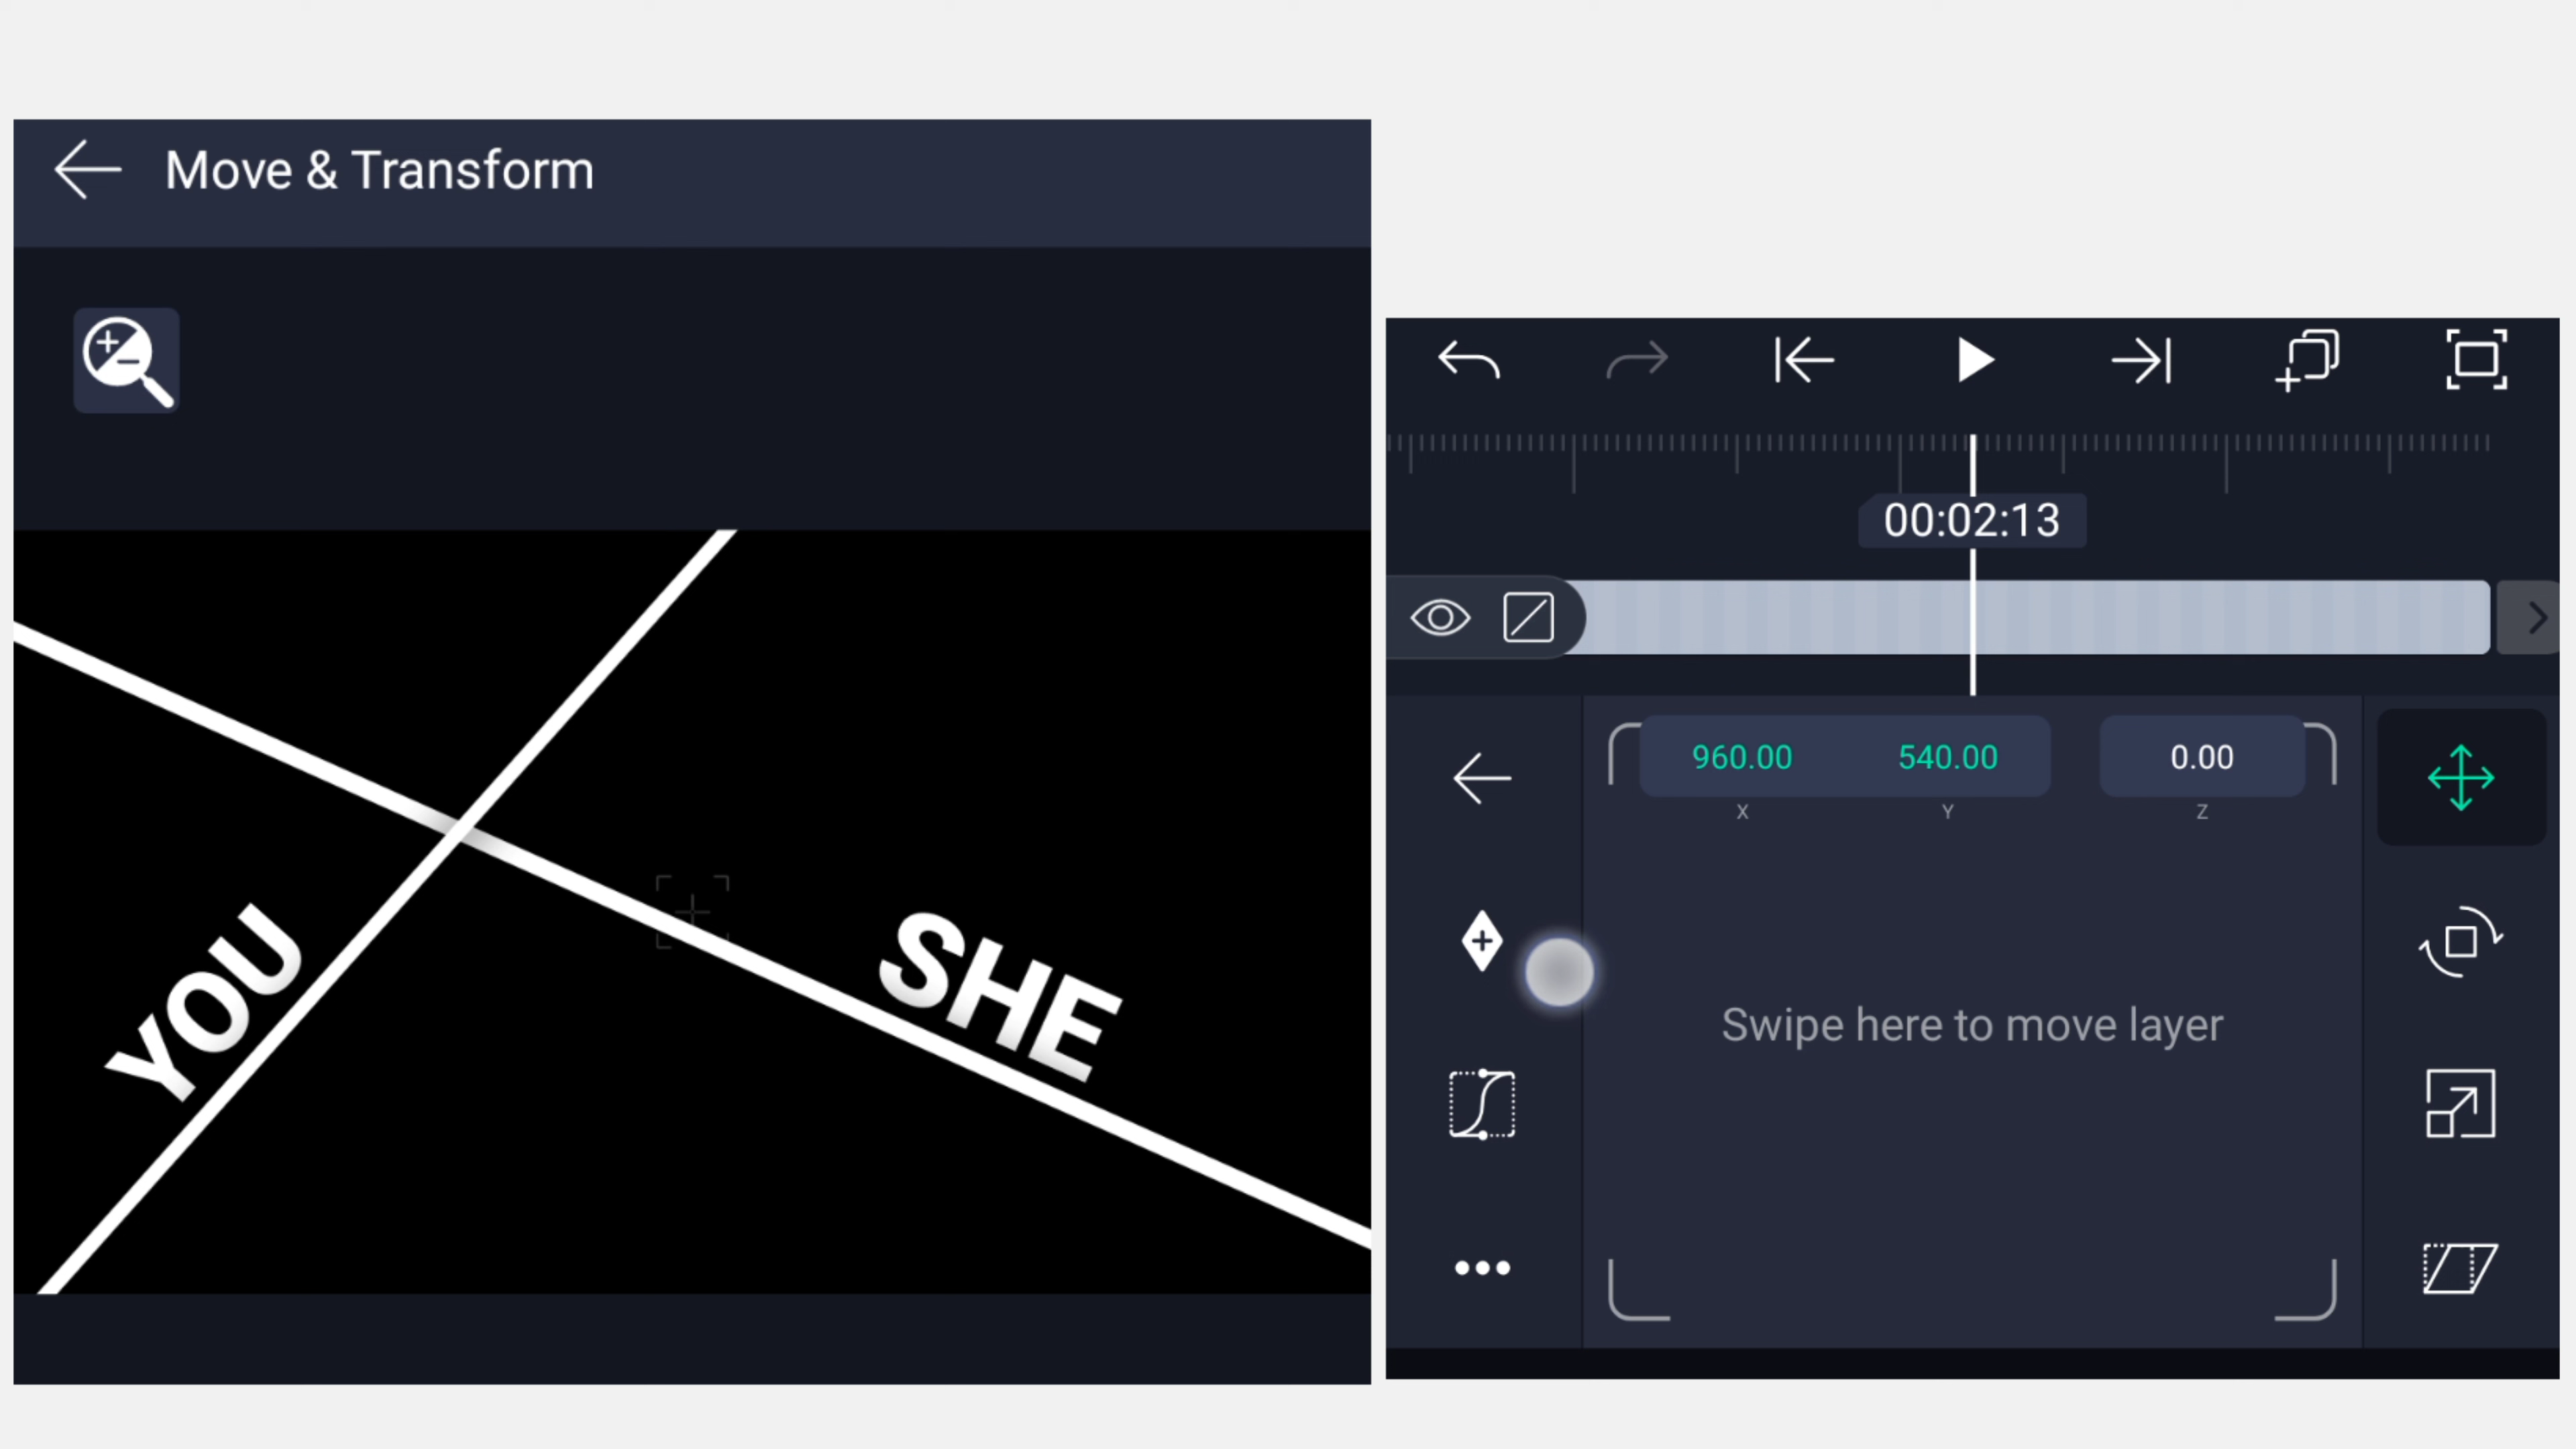 Move & Transform
YOU
SHE
00:02:13
960.00 540.00 0.00
X Y Z
Swipe here to move layer